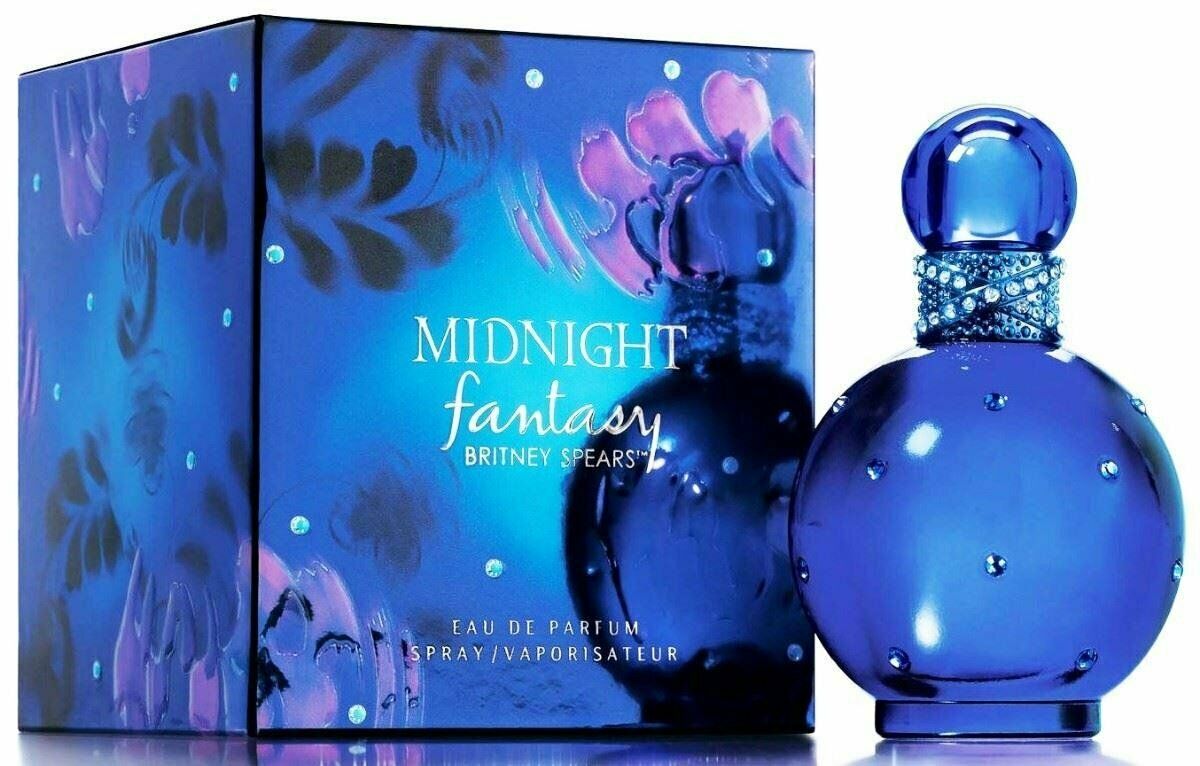 MIDNIGHT
fantasy
BRITNEY SPEARS™
EAU DE PARFUM
SPRAY/VAPORISATEUR